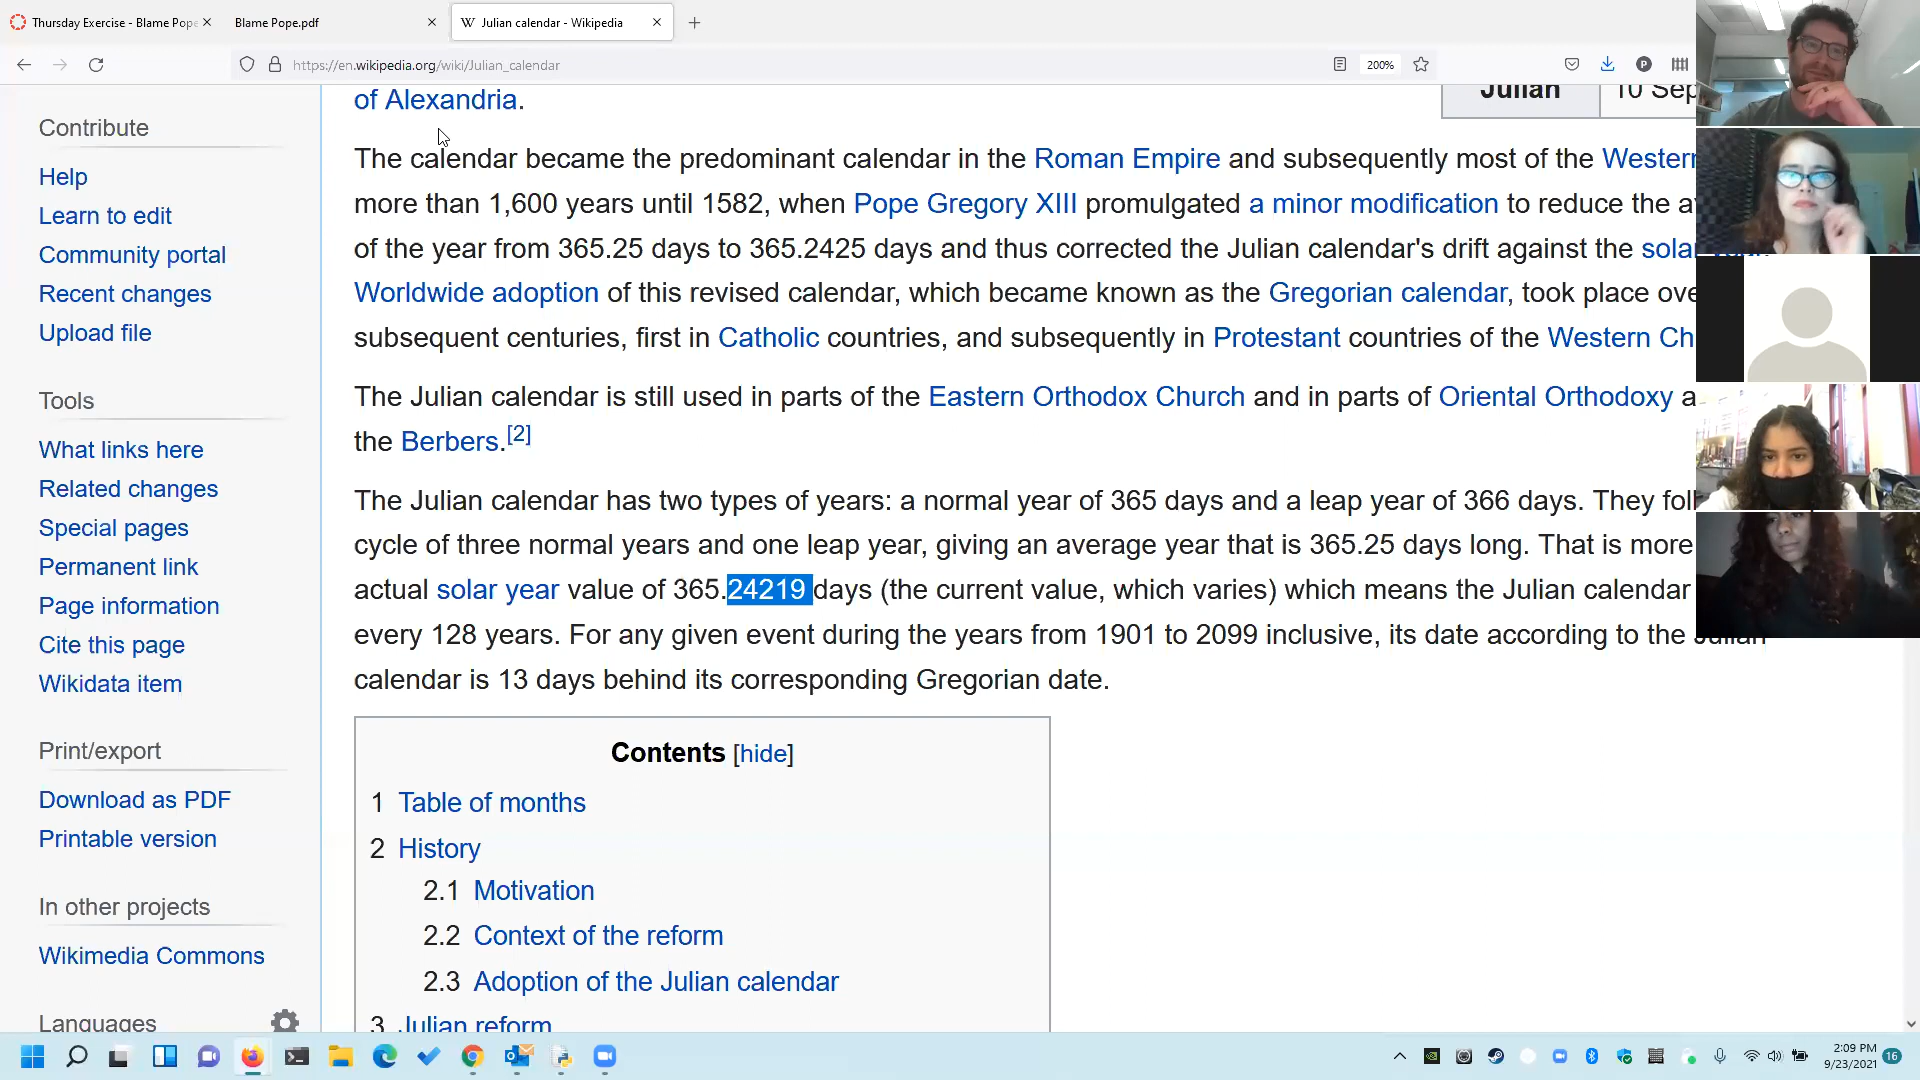 Thursday Exercise - Blame Pope
Blame Pope.pdf
W Julian calendar - Wikipedia
https://en.wikipedia.org/wiki/Julian_calendar
200%
P
Contribute
Help
Learn to edit
Community portal
Recent changes
Upload file
Tools
What links here
Related changes
Special pages
Permanent link
Page information
Cite this page
Wikidata item
Print/export
Download as PDF
Printable version
In other projects
Wikimedia Commons
Languages
of Alexandria.
Julian 10 Sep
The calendar became the predominant calendar in the Roman Empire and subsequently most of the Western
more than 1,600 years until 1582, when Pope Gregory XIII promulgated a minor modification to reduce the
of the year from 365.25 days to 365.2425 days and thus corrected the Julian calendar's drift against the
Worldwide adoption of this revised calendar, which became known as the Gregorian calendar, took place
subsequent centuries, first in Catholic countries, and subsequently in Protestant countries of the Western
The Julian calendar is still used in parts of the Eastern Orthodox Church and in parts of Oriental Orthodoxy
the Berbers.[2]
The Julian calendar has two types of years: a normal year of 365 days and a leap year of 366 days. They
cycle of three normal years and one leap year, giving an average year that is 365.25 days long. That is more
actual solar year value of 365.24219 days (the current value, which varies) which means the Julian calendar
every 128 years. For any given event during the years from 1901 to 2099 inclusive, its date according to the Julian
calendar is 13 days behind its corresponding Gregorian date.
Contents [hide]
1 Table of months
2 History
2.1 Motivation
2.2 Context of the reform
2.3 Adoption of the Julian calendar
3 Julian reform
2:09 PM
9/23/2021
16